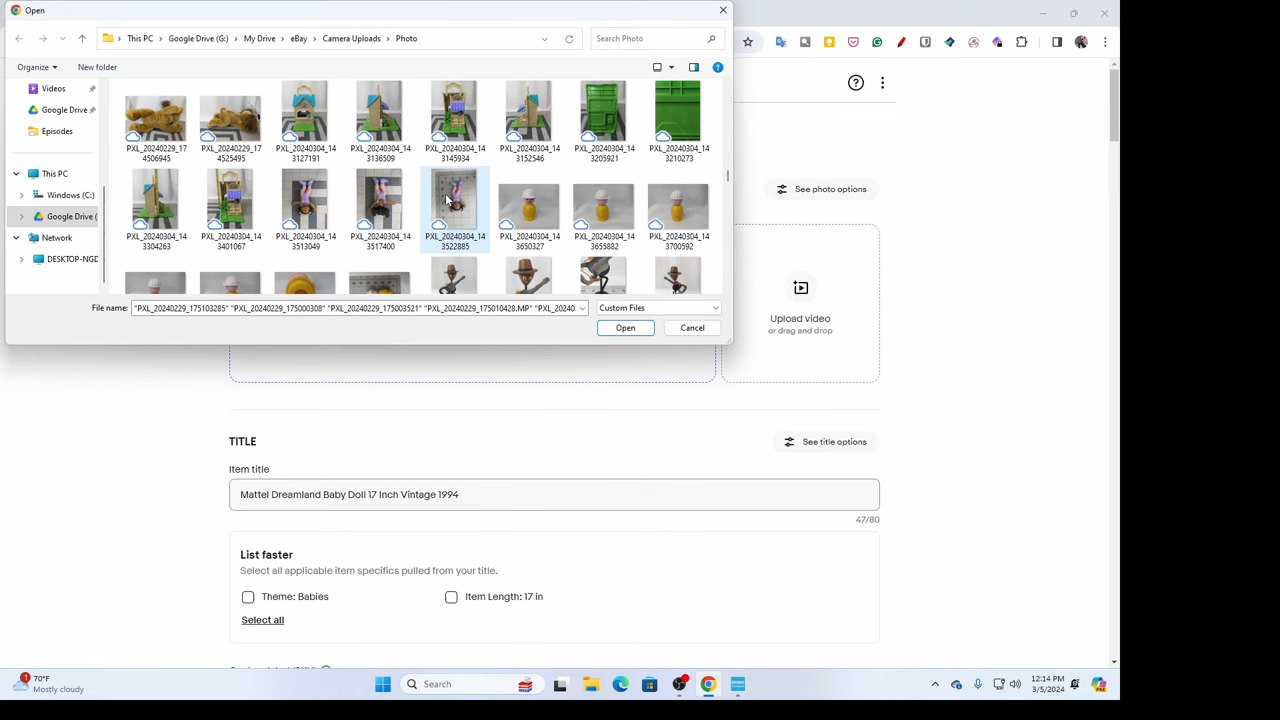 Open
This PC > Google Drive (G:) > My Drive > eBay > Camera Uploads > Photo
Search Photo
Organize
New folder
Videos
Google Drive
Episodes
This PC
Windows (C:)
Google Drive (
Network
DESKTOP-NGD
PXL_20240229_17
4506945
PXL_20240229_17
4525495
PXL_20240304_14
3127191
PXL_20240304_14
3136509
PXL_20240304_14
3145934
PXL_20240304_14
3152546
PXL_20240304_14
3205921
PXL_20240304_14
3210273
PXL_20240304_14
3304263
PXL_20240304_14
3401067
PXL_20240304_14
3513049
PXL_20240304_14
3517400
PXL_20240304_14
3522885
PXL_20240304_14
3650327
PXL_20240304_14
3655882
PXL_20240304_14
3700592
File name:
"PXL_20240229_175103285" "PXL_20240229_175000308" "PXL_20240229_175003521" "PXL_20240229_175010428.MP" "PXL_20240
Custom Files
Open
Cancel
See photo options
Upload video
or drag and drop
TITLE
See title options
Item title
Mattel Dreamland Baby Doll 17 Inch Vintage 1994
47/80
List faster
Select all applicable item specifics pulled from your title.
Theme: Babies
Item Length: 17 in
Select all
1
70°F
Mostly cloudy
Search
12:14 PM
3/5/2024